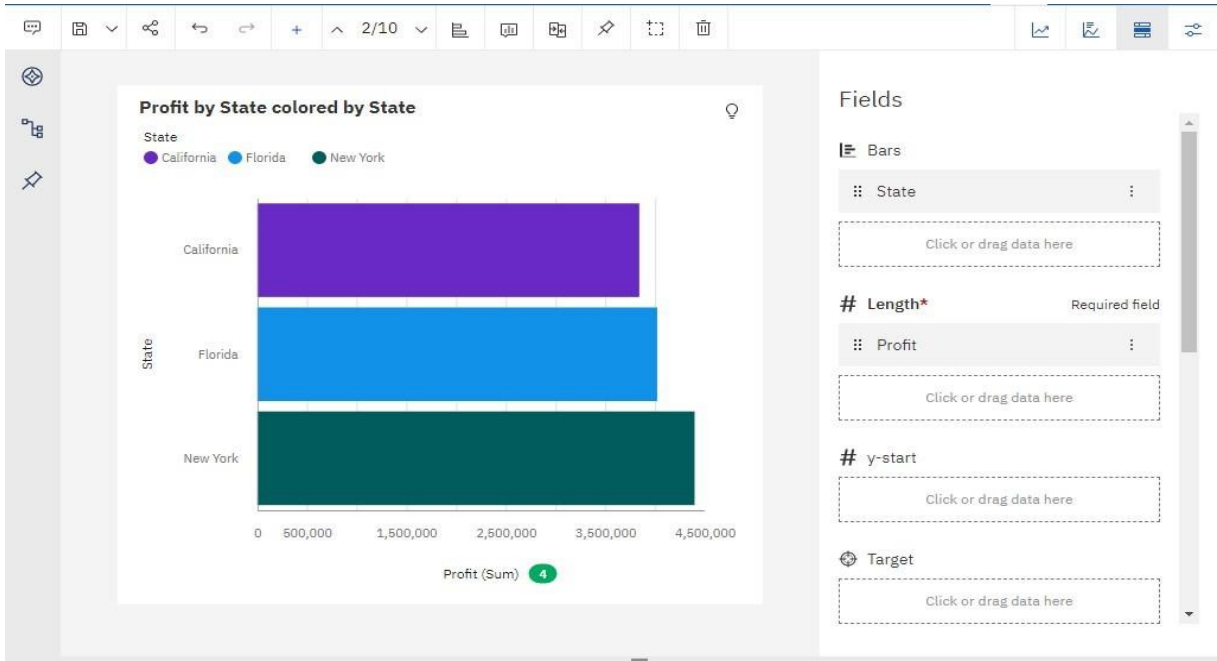 2/10
Profit by State colored by State
State
California Florida New York
California
Florida
New York
State
0 500,000 1,500,000 2,500,000 3,500,000 4,500,000
Profit (Sum) 4
Fields
Bars
State
Click or drag data here
# Length* Required field
Profit
Click or drag data here
# y-start
Click or drag data here
Target
Click or drag data here